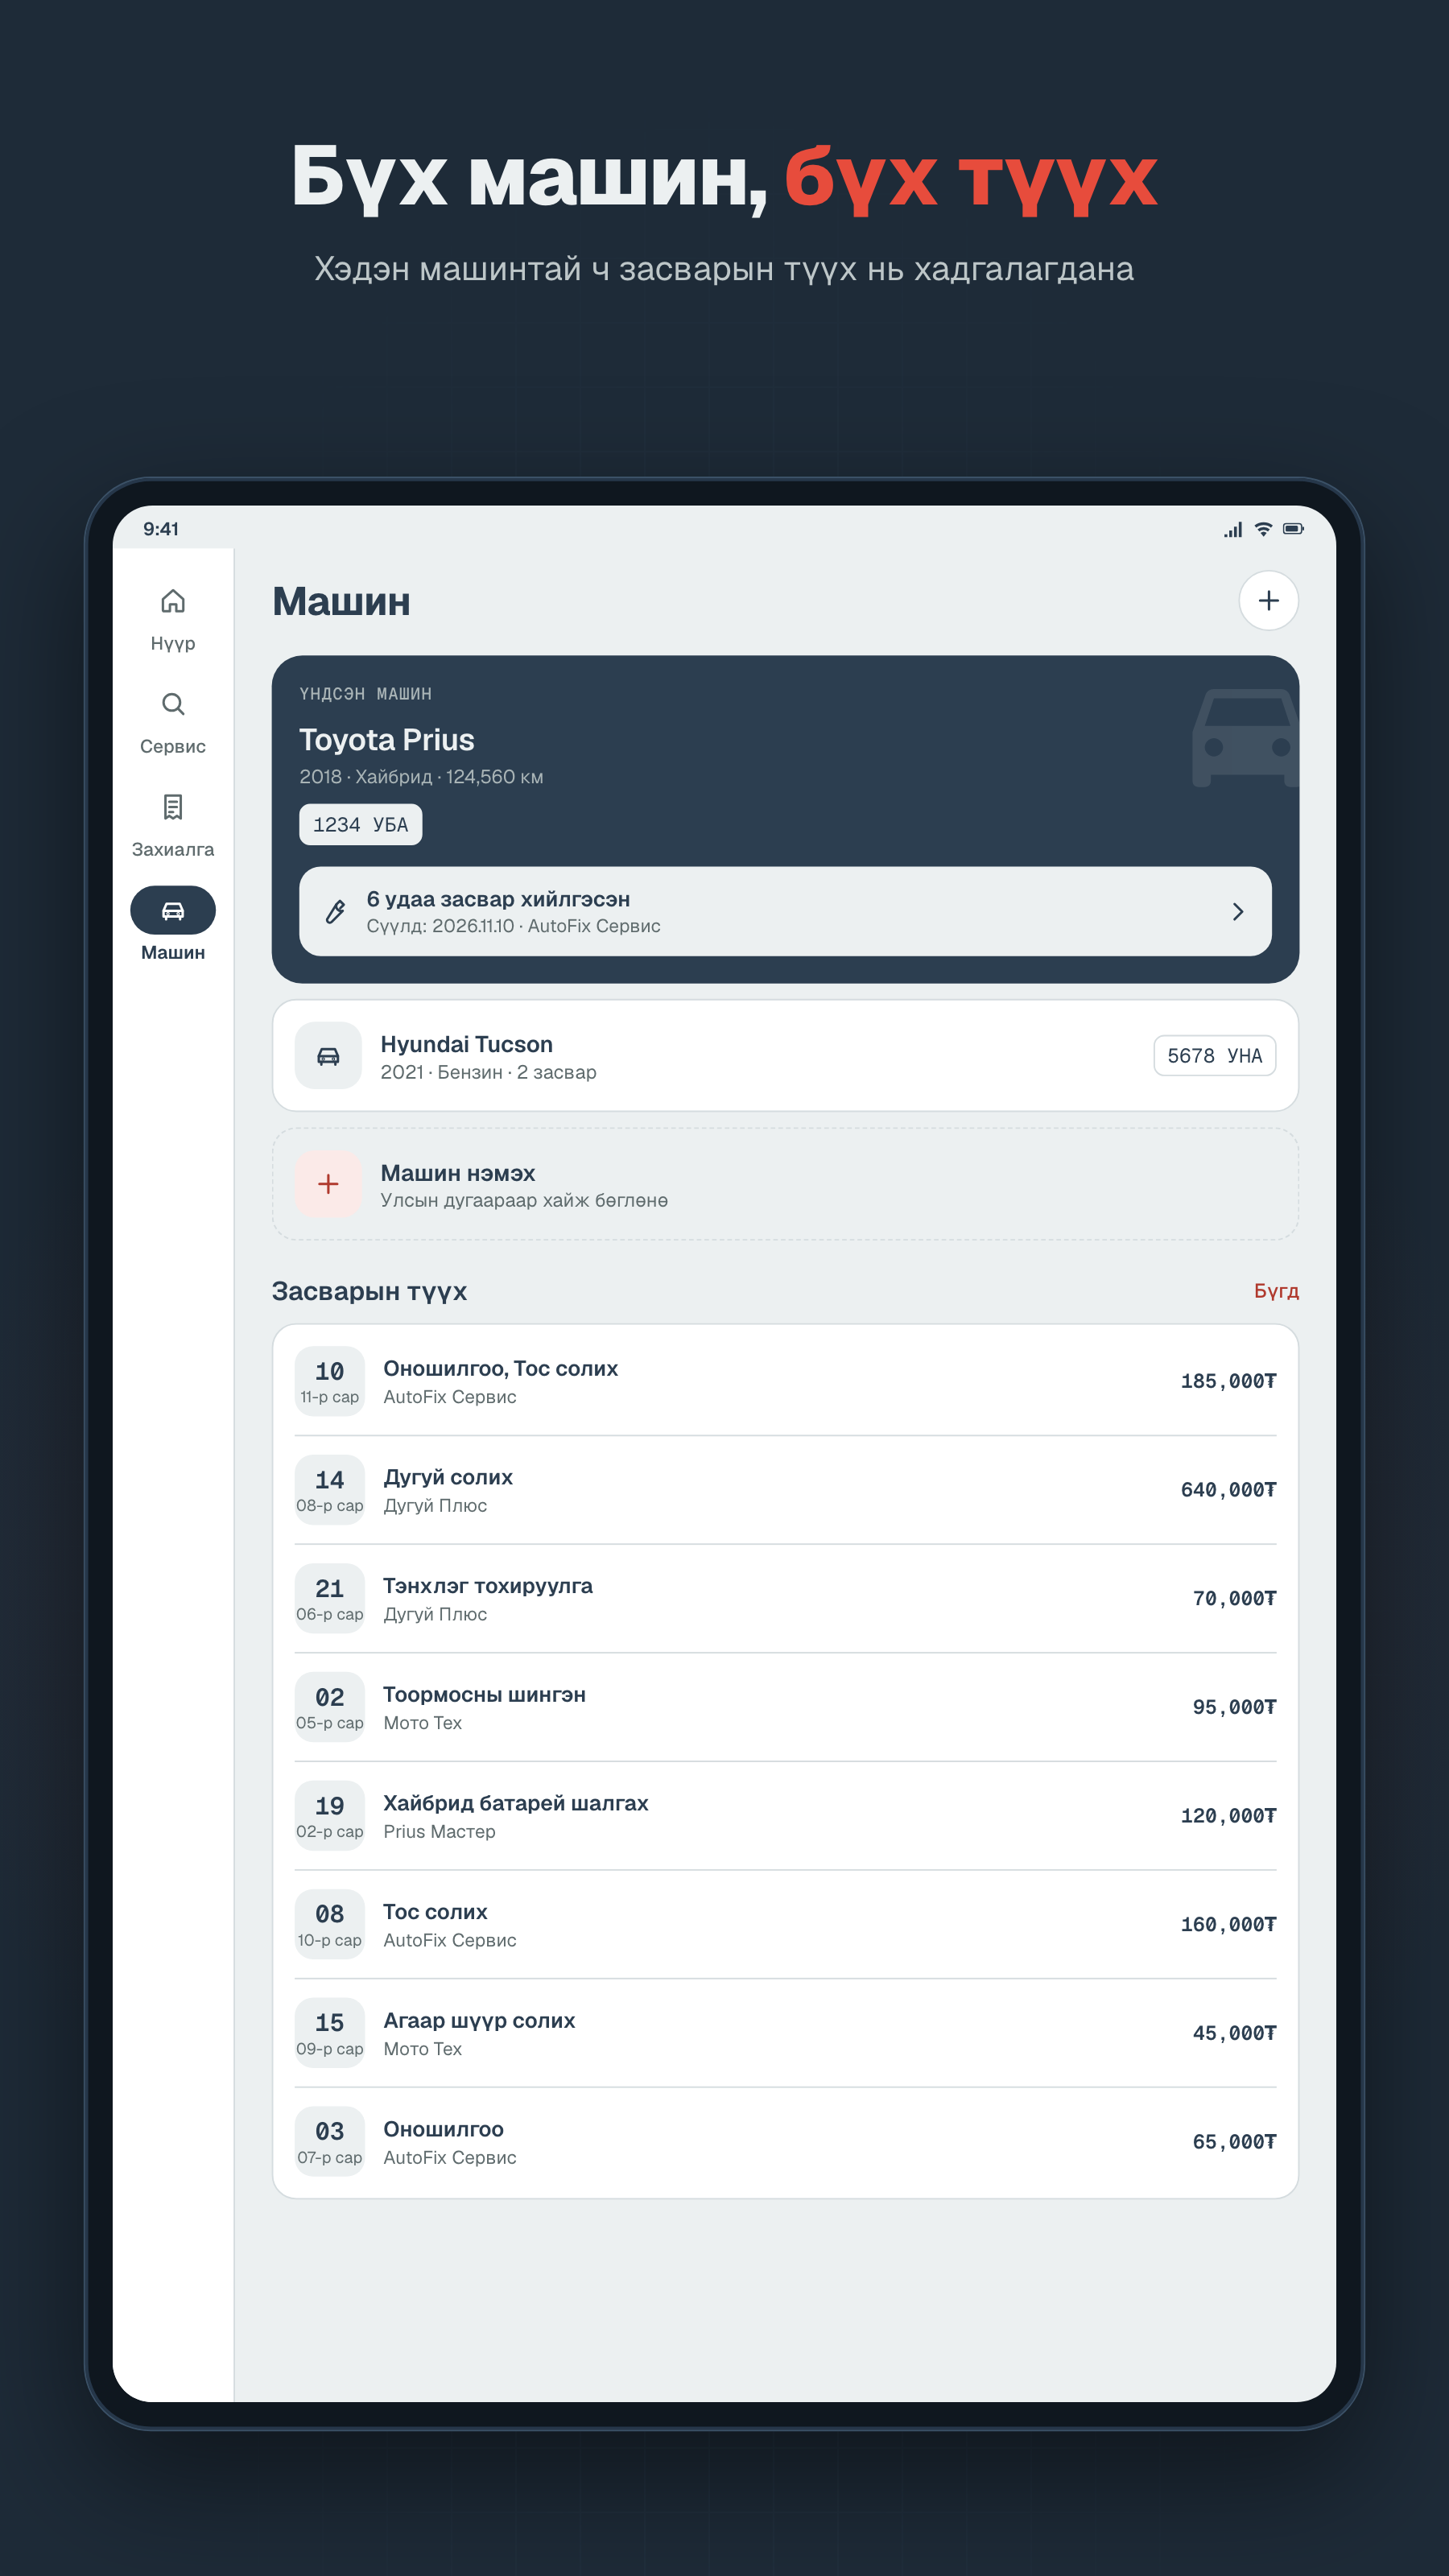 Бүх машин, бүх түүх
Хэдэн машинтай ч засварын түүх нь хадгалагдана
9:41
Нүүр
Сервис
Захиалга
Машин
Машин
ҮНДСЭН МАШИН
Toyota Prius
2018 · Хайбрид · 124,560 км
1234 УБА
6 удаа засвар хийлгэсэн
Сүүлд: 2026.11.10 · AutoFix Сервис
Hyundai Tucson
2021 · Бензин · 2 засвар
5678 УНА
Машин нэмэх
Улсын дугаараар хайж бөглөнө
Засварын түүх
Бүгд
10
11-р сар
Оношилгоо, Тос солих
AutoFix Сервис
185,000₮
14
08-р сар
Дугуй солих
Дугуй Плюс
640,000₮
21
06-р сар
Тэнхлэг тохируулга
Дугуй Плюс
70,000₮
02
05-р сар
Тоормосны шингэн
Мото Тех
95,000₮
19
02-р сар
Хайбрид батарей шалгах
Prius Мастер
120,000₮
08
10-р сар
Тос солих
AutoFix Сервис
160,000₮
15
09-р сар
Агаар шүүр солих
Мото Тех
45,000₮
03
07-р сар
Оношилгоо
AutoFix Сервис
65,000₮